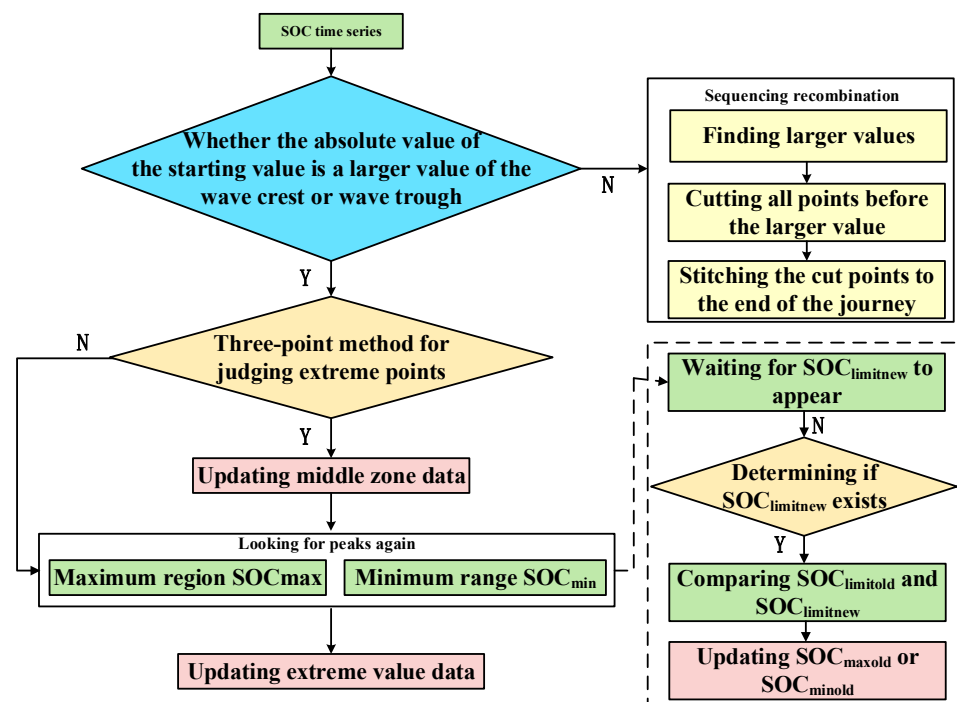 SOC time series
Whether the absolute value of
the starting value is a larger value of the
wave crest or wave trough
N
Y
Sequencing recombination
Finding larger values
Cutting all points before
the larger value
Stitching the cut points to
the end of the journey
N
Three-point method for
judging extreme points
Y
Updating middle zone data
Looking for peaks again
Maximum region SOCmax
Minimum range SOCmin
Updating extreme value data
Waiting for SOClimitnew to
appear
N
Determining if
SOClimitnew exists
Y
Comparing SOClimitold and
SOClimitnew
Updating SOCmaxold or
SOCminold